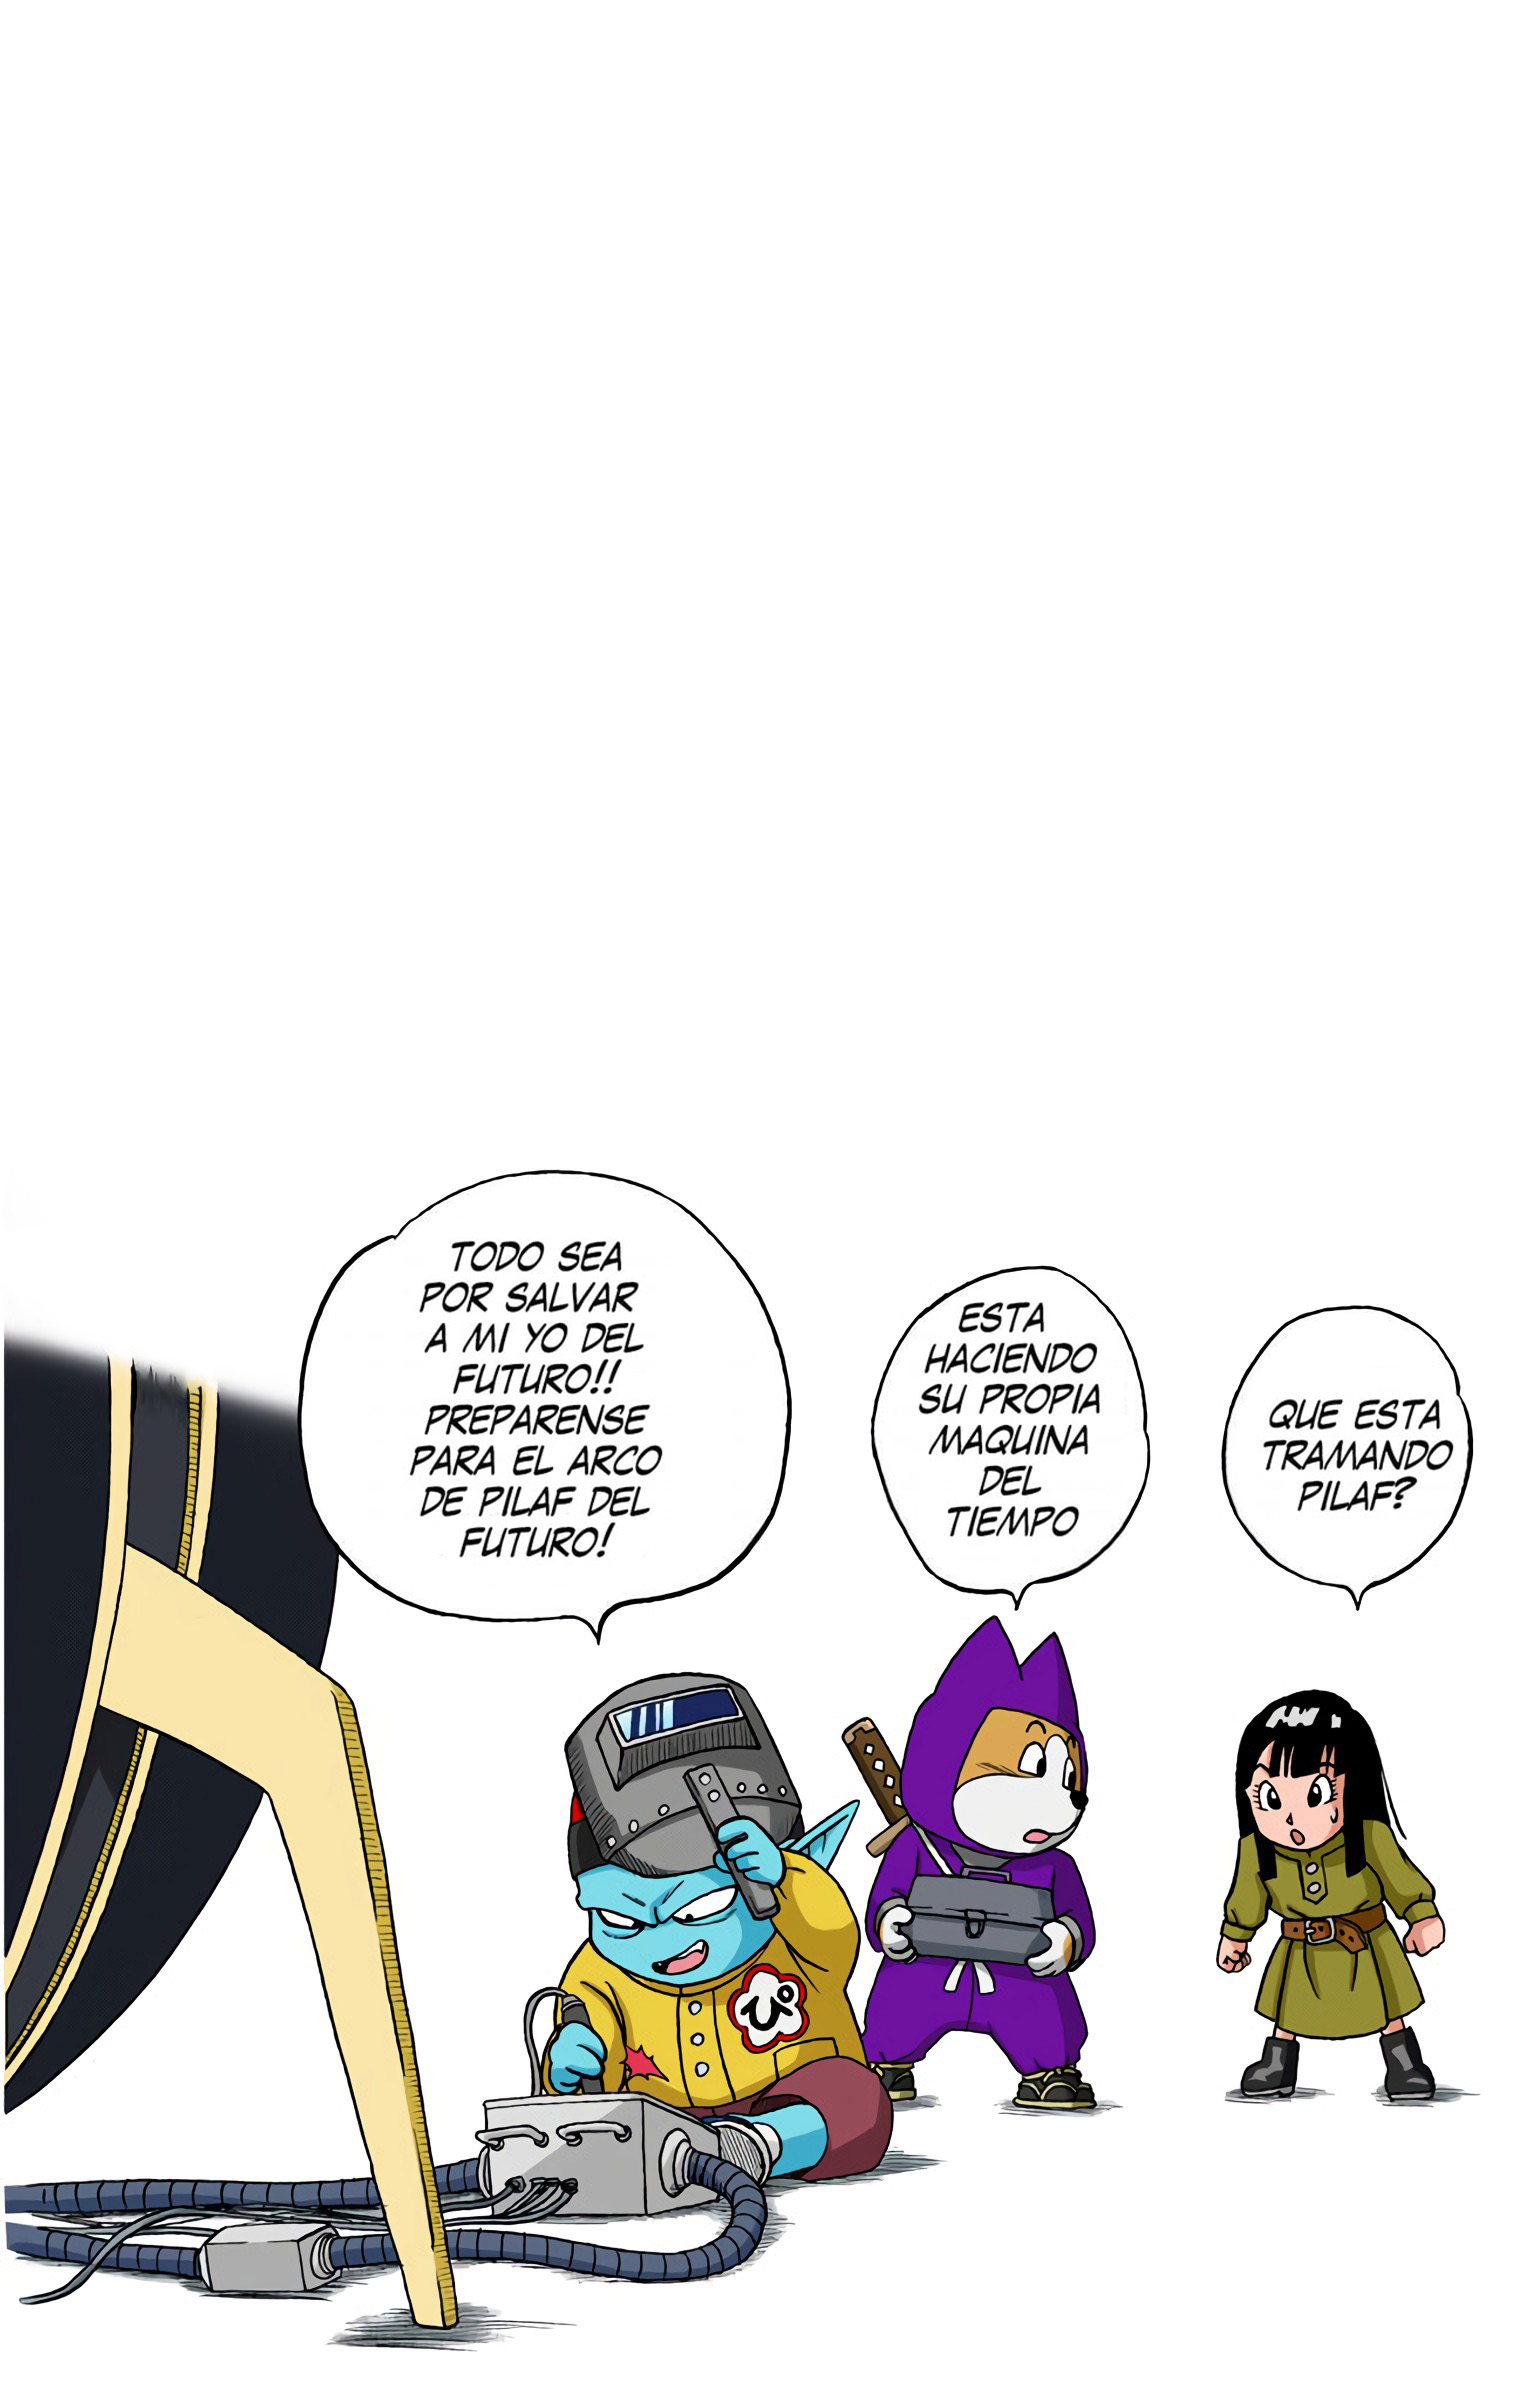 QUE ESTA
TRAMANDO
PILAF?
ESTA
HACIENDO
SU PROPIA
MAQUINA
DEL
TIEMPO
TODO SEA
POR SALVAR
A MI YO DEL
FUTURO!!
PREPARENSE
PARA EL ARCO
DE PILAF DEL
FUTURO!
ぴ